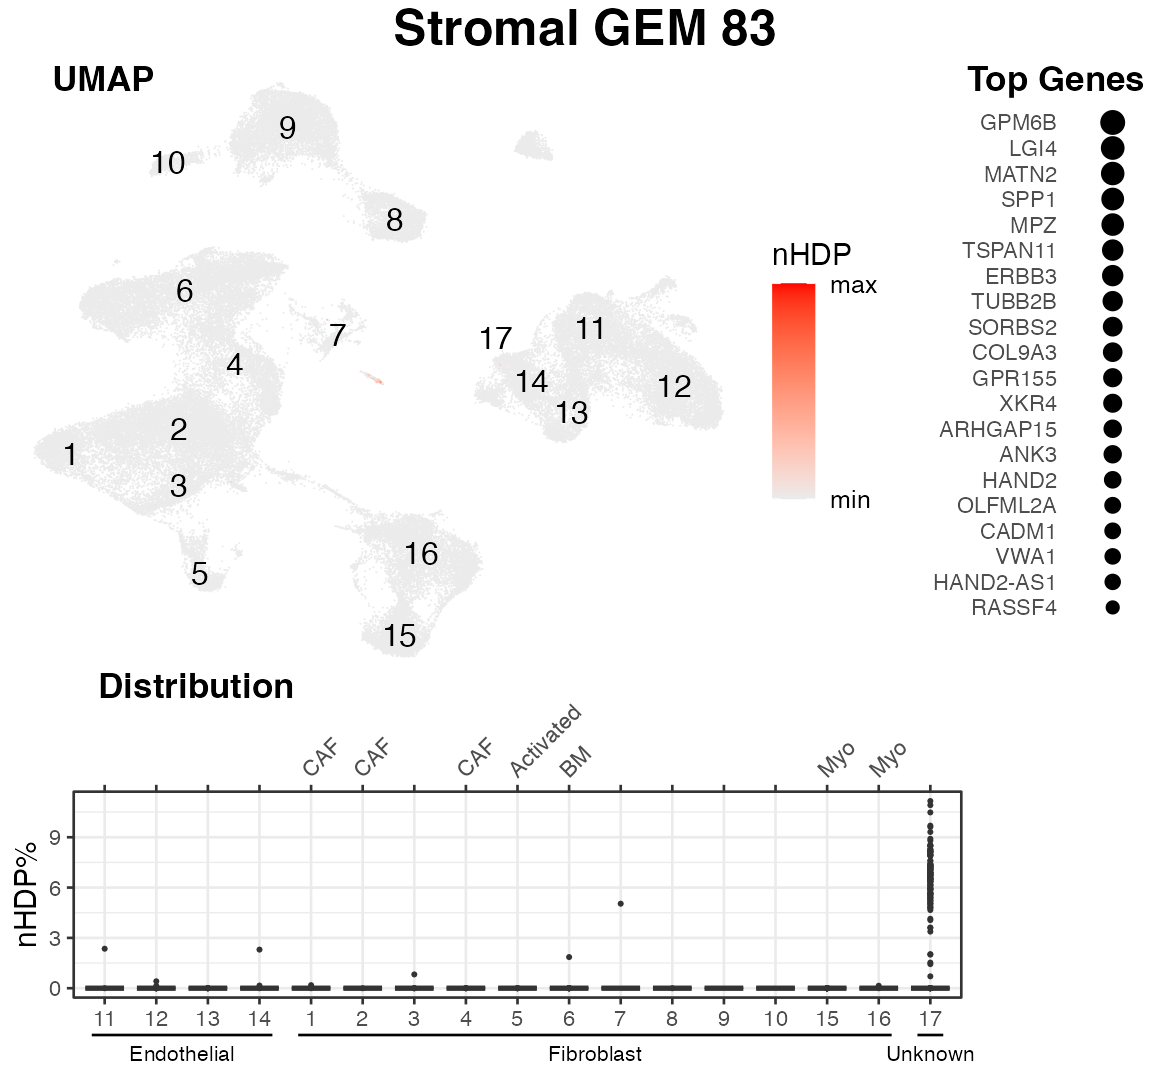 Stromal GEM 83
UMAP
9
10
8
6
7
4
2
1
3
5
16
15
17
11
14
12
13
nHDP
max
min
Top Genes
GPM6B
LGI4
MATN2
SPP1
MPZ
TSPAN11
ERBB3
TUBB2B
SORBS2
COL9A3
GPR155
XKR4
ARHGAP15
ANK3
HAND2
OLFML2A
CADM1
VWA1
HAND2-AS1
RASSF4
Distribution
CAF CAF CAF Activated BM Myo Myo
nHDP%
9
6
3
0
11 12 13 14 1 2 3 4 5 6 7 8 9 10 15 16 17
Endothelial Fibroblast Unknown